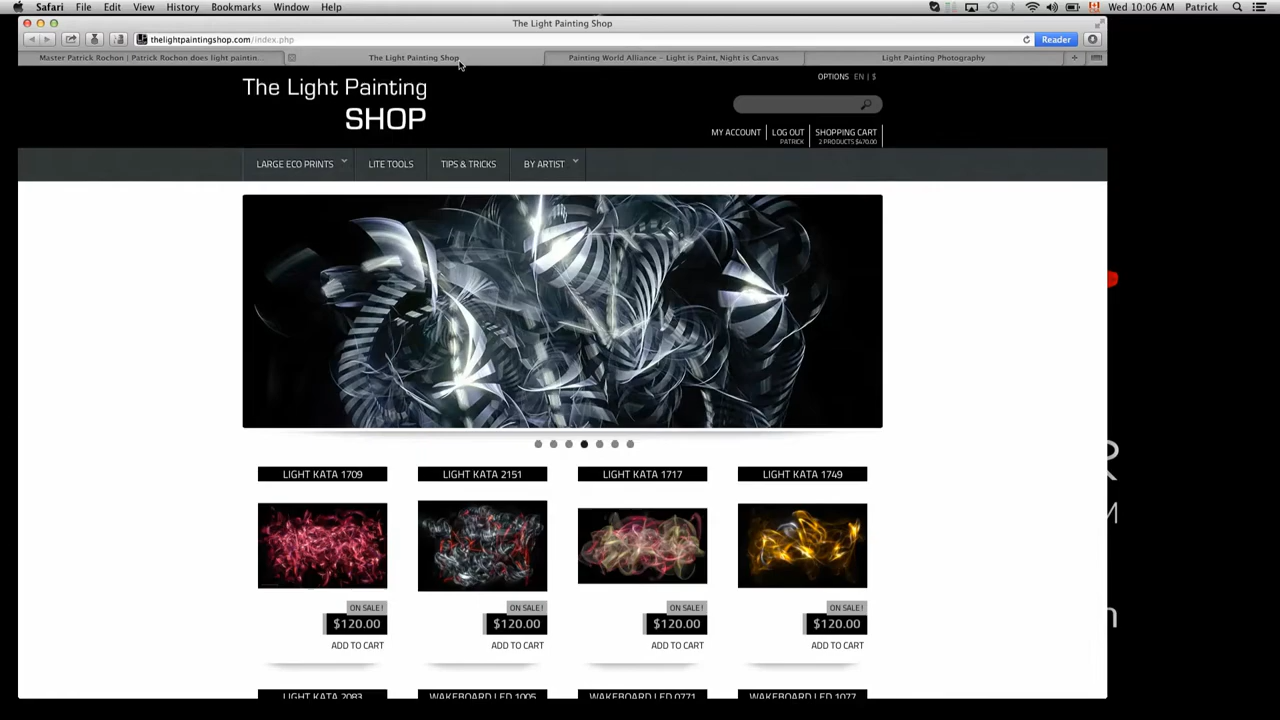 Safari File Edit View History Bookmarks Window Help Wed 10:06 AM Patrick
The Light Painting Shop
thelightpaintingshop.com/index.php Reader
Master Patrick Rochon | Patrick Rochon does light paintin... The Light Painting Shop Painting World Alliance – Light is Paint, Night is Canvas Light Painting Photography
OPTIONS EN | $
The Light Painting
SHOP
MY ACCOUNT LOG OUT SHOPPING CART
PATRICK 2 PRODUCTS $470.00
LARGE ECO PRINTS LITE TOOLS TIPS & TRICKS BY ARTIST
LIGHT KATA 1709 LIGHT KATA 2151 LIGHT KATA 1717 LIGHT KATA 1749
ON SALE! ON SALE! ON SALE! ON SALE!
$120.00 $120.00 $120.00 $120.00
ADD TO CART ADD TO CART ADD TO CART ADD TO CART
LIGHT KATA 2083 WAKEBOARD LED 1005 WAKEBOARD LED 0771 WAKEBOARD LED 1077
R
M
n